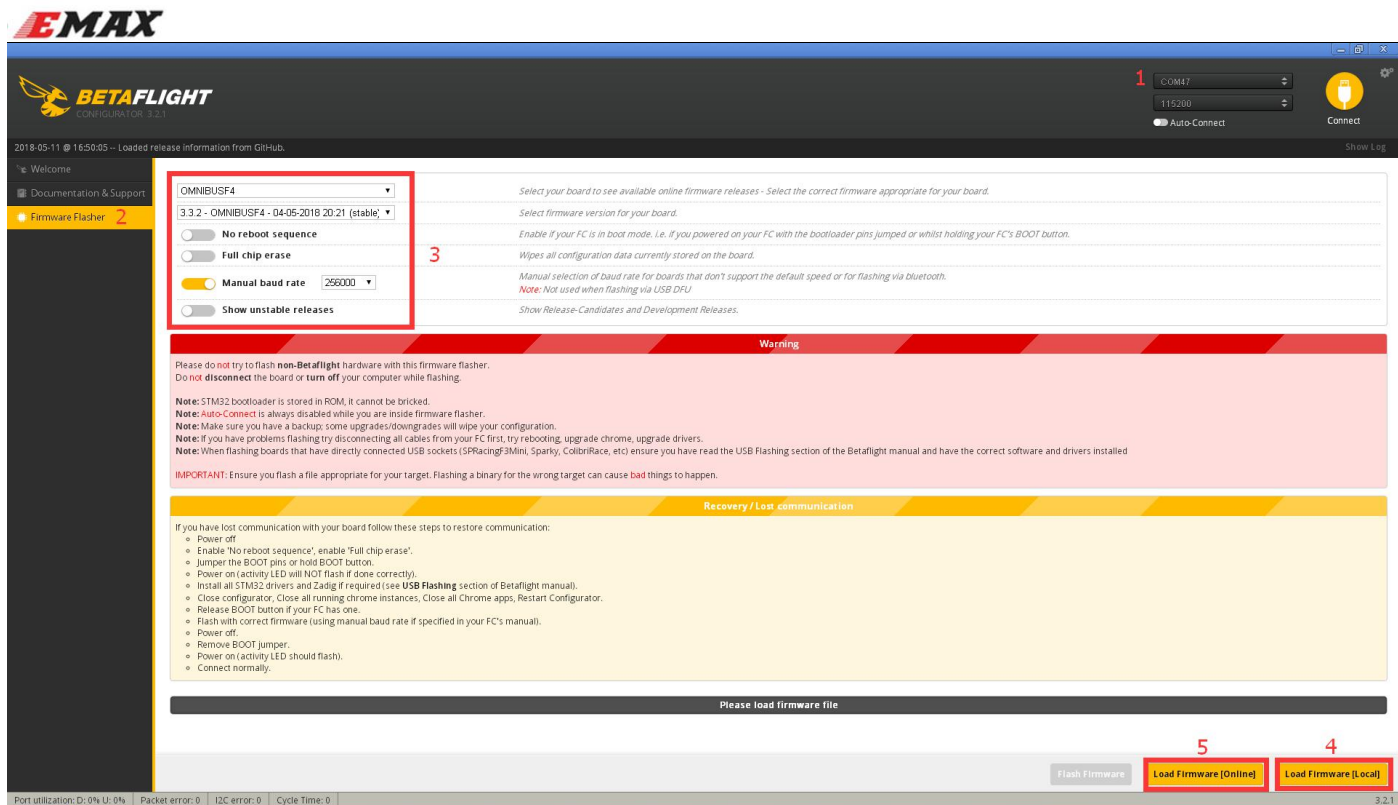 EMAX
BETAFLIGHT
CONFIGURATOR 3.2.1
1
COM47
115200
Auto-Connect
Connect
2018-05-11 @ 16:50:05 -- Loaded release information from GitHub.
Show Log
Welcome
Documentation & Support
Firmware Flasher 2
OMNIBUSF4
Select your board to see available online firmware releases - Select the correct firmware appropriate for your board.
3.3.2 - OMNIBUSF4 - 04-05-2018 20:21 (stable)
Select firmware version for your board.
No reboot sequence
Enable if your FC is in boot mode. i.e. if you powered on your FC with the bootloader pins jumped or whilst holding your FC's BOOT button.
3
Full chip erase
Wipes all configuration data currently stored on the board.
Manual baud rate 256000
Manual selection of baud rate for boards that don't support the default speed or for flashing via bluetooth.
Note: Not used when flashing via USB DFU
Show unstable releases
Show Release-Candidates and Development Releases.
Warning
Please do not try to flash non-Betaflight hardware with this firmware flasher.
Do not disconnect the board or turn off your computer while flashing.
Note: STM32 bootloader is stored in ROM, it cannot be bricked.
Note: Auto-Connect is always disabled while you are inside firmware flasher.
Note: Make sure you have a backup; some upgrades/downgrades will wipe your configuration.
Note: If you have problems flashing try disconnecting all cables from your FC first, try rebooting, upgrade chrome, upgrade drivers.
Note: When flashing boards that have directly connected USB sockets (SPRacingF3Mini, Sparky, ColibriRace, etc) ensure you have read the USB Flashing section of the Betaflight manual and have the correct software and drivers installed
IMPORTANT: Ensure you flash a file appropriate for your target. Flashing a binary for the wrong target can cause bad things to happen.
Recovery / Lost communication
If you have lost communication with your board follow these steps to restore communication:
Power off
Enable 'No reboot sequence', enable 'Full chip erase'.
Jumper the BOOT pins or hold BOOT button.
Power on (activity LED will NOT flash if done correctly).
Install all STM32 drivers and Zadig if required (see USB Flashing section of Betaflight manual).
Close configurator, Close all running chrome instances, Close all Chrome apps, Restart Configurator.
Release BOOT button if your FC has one.
Flash with correct firmware (using manual baud rate if specified in your FC's manual).
Power off.
Remove BOOT jumper.
Power on (activity LED should flash).
Connect normally.
Please load firmware file
5
4
Flash Firmware
Load Firmware [Online]
Load Firmware [Local]
Port utilization: D: 0% U: 0%
Packet error: 0
I2C error: 0
Cycle Time: 0
3.2.1